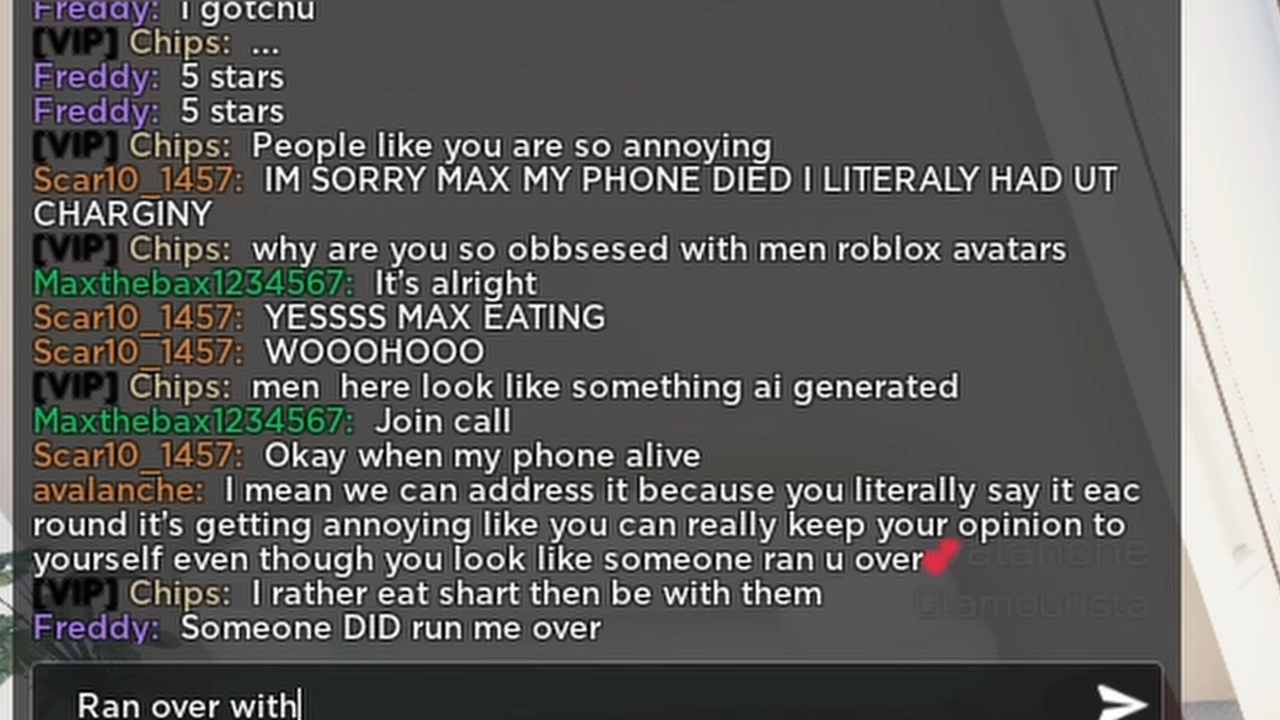 Freddy: I gotchu
[VIP] Chips: ...
Freddy: 5 stars
Freddy: 5 stars
[VIP] Chips: People like you are so annoying
Scar10_1457: IM SORRY MAX MY PHONE DIED I LITERALY HAD UT
CHARGINY
[VIP] Chips: why are you so obbsesed with men roblox avatars
Maxthebax1234567: It's alright
Scar10_1457: YESSSS MAX EATING
Scar10_1457: WOOOHOOO
[VIP] Chips: men here look like something ai generated
Maxthebax1234567: Join call
Scar10_1457: Okay when my phone alive
avalanche: I mean we can address it because you literally say it eac
round it's getting annoying like you can really keep your opinion to
yourself even though you look like someone ran u over
avalanche
[VIP] Chips: I rather eat shart then be with them
Glamourista
Freddy: Someone DID run me over
Ran over with